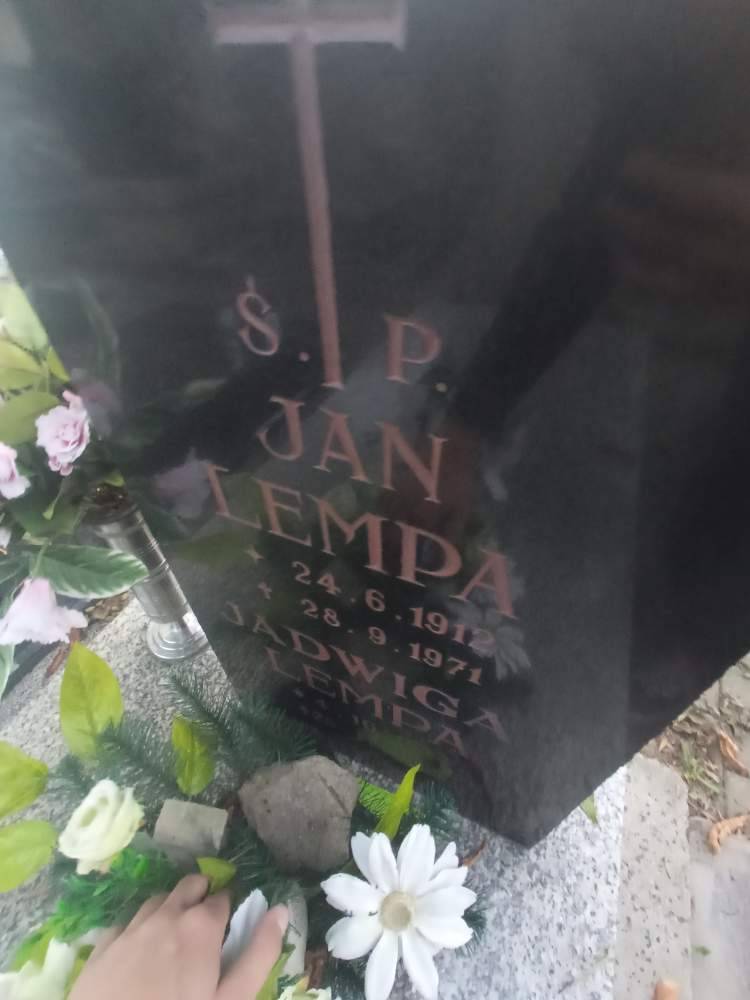 Ś. P.
JAN
LEMPA
* 24.6.1912
+ 28.9.1971
JADWIGA
LEMPA